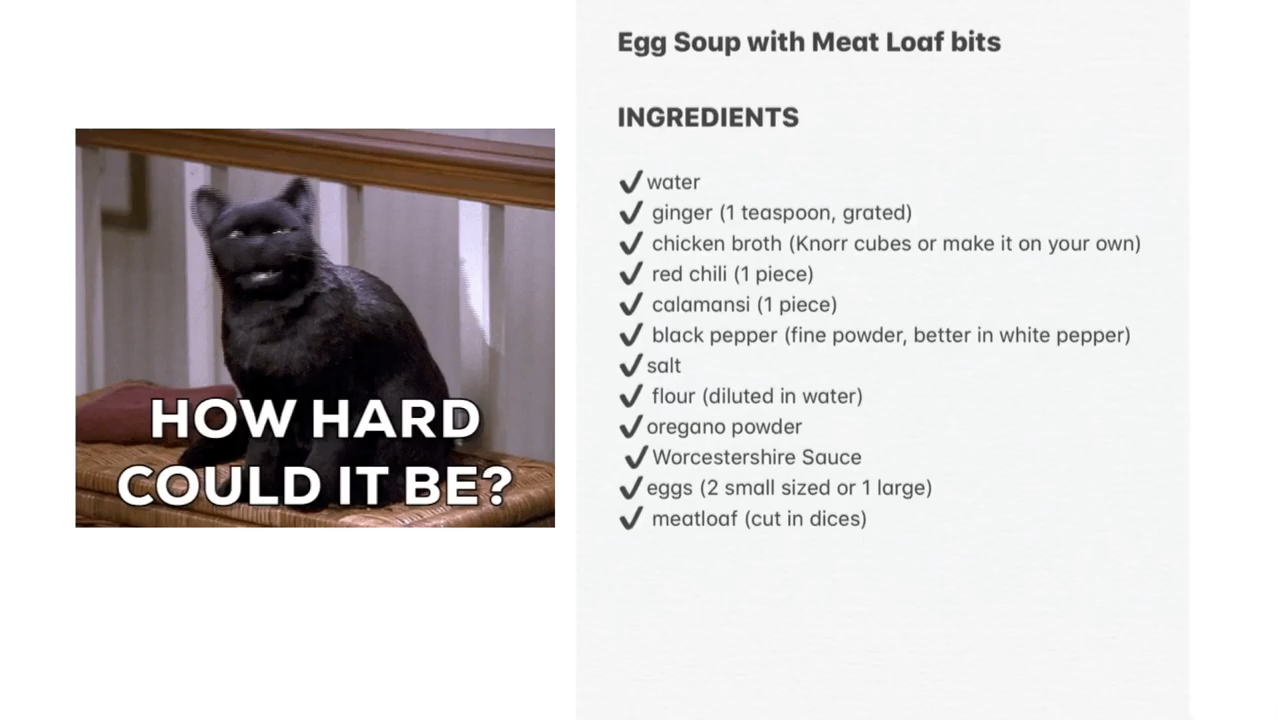 HOW HARD
COULD IT BE?
Egg Soup with Meat Loaf bits
INGREDIENTS
✔water
✔ ginger (1 teaspoon, grated)
✔ chicken broth (Knorr cubes or make it on your own)
✔ red chili (1 piece)
✔ calamansi (1 piece)
✔ black pepper (fine powder, better in white pepper)
✔salt
✔ flour (diluted in water)
✔oregano powder
✔Worcestershire Sauce
✔eggs (2 small sized or 1 large)
✔ meatloaf (cut in dices)